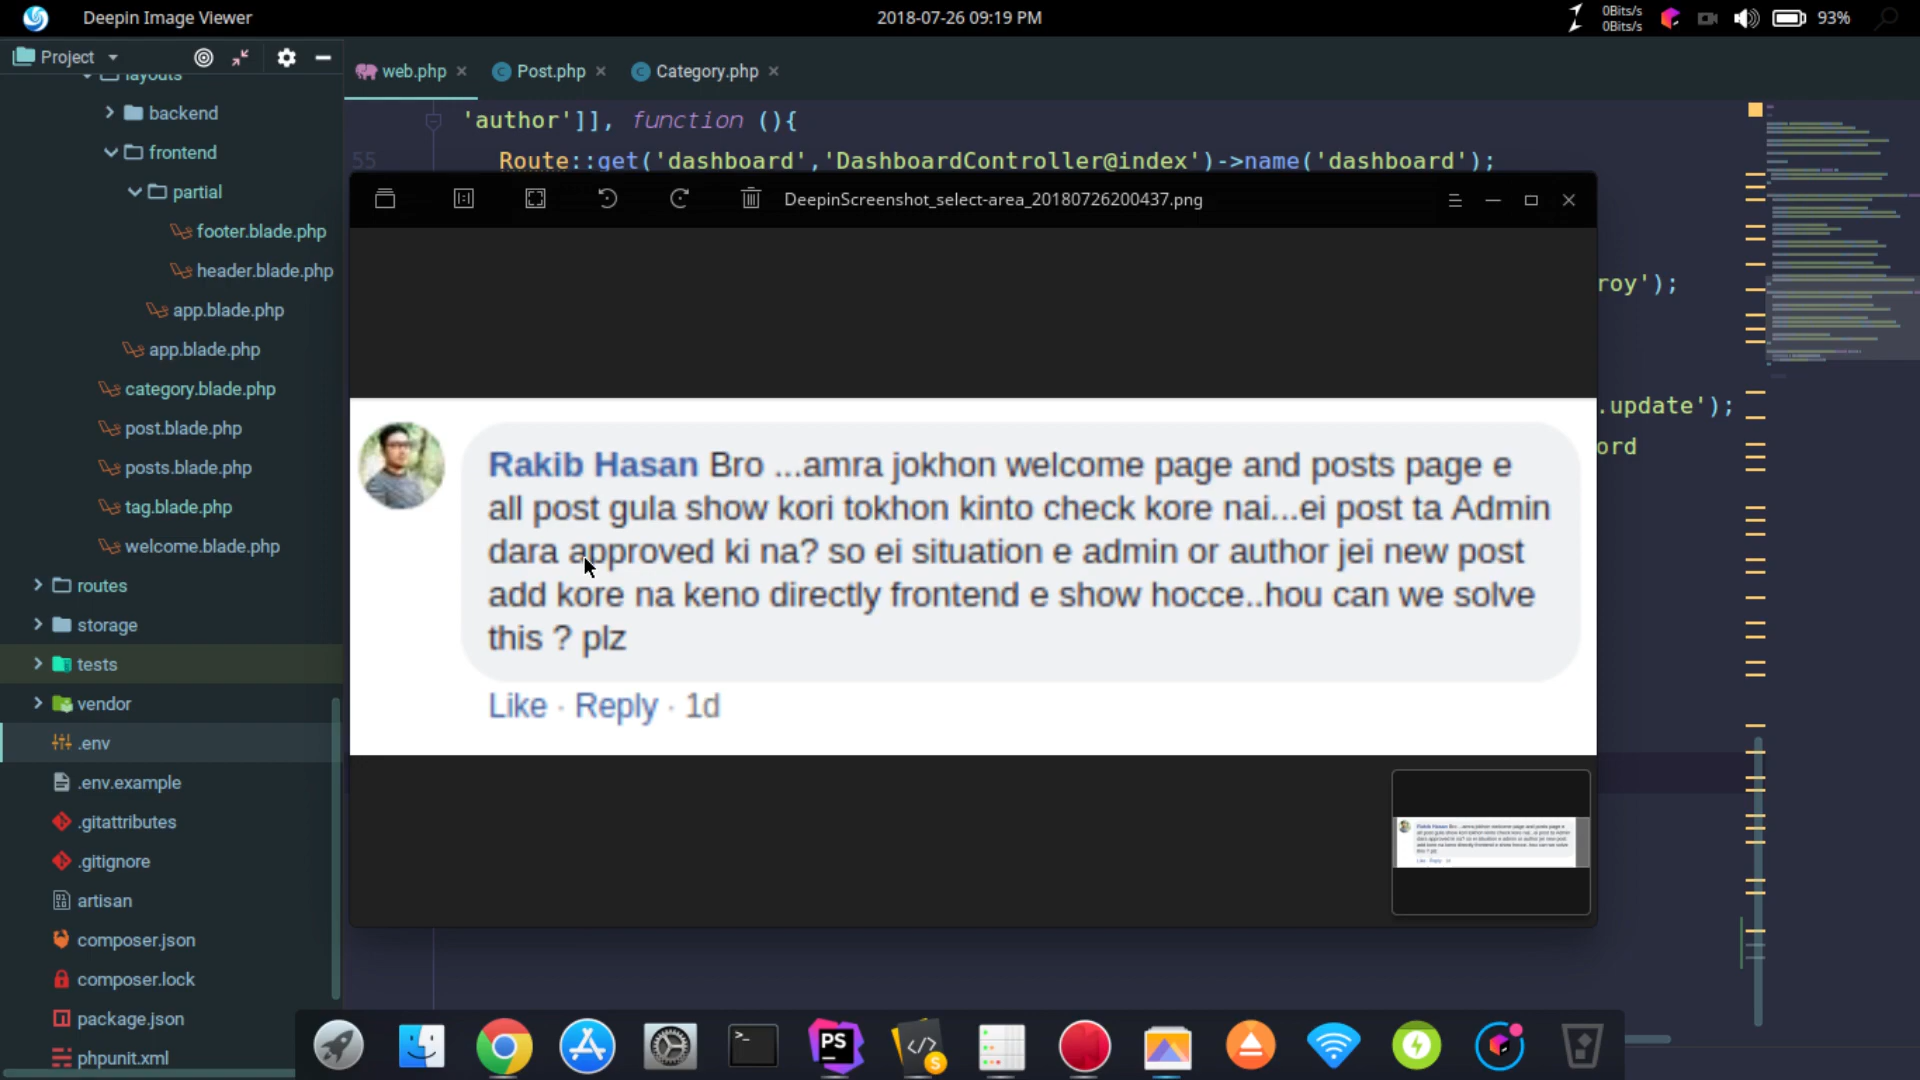 Deepin Image Viewer
2018-07-26 09:19 PM
0Bits/s
0Bits/s
93%
Project
web.php
Post.php
Category.php
layouts
backend
frontend
partial
footer.blade.php
header.blade.php
app.blade.php
app.blade.php
category.blade.php
post.blade.php
posts.blade.php
tag.blade.php
welcome.blade.php
routes
storage
tests
vendor
.env
.env.example
.gitattributes
.gitignore
artisan
composer.json
composer.lock
package.json
phpunit.xml
'author']], function (){
55 Route::get('dashboard','DashboardController@index')->name('dashboard');
roy');
.update');
ord
DeepinScreenshot_select-area_20180726200437.png
Rakib Hasan Bro ...amra jokhon welcome page and posts page e
all post gula show kori tokhon kinto check kore nai...ei post ta Admin
dara approved ki na? so ei situation e admin or author jei new post
add kore na keno directly frontend e show hocce..hou can we solve
this ? plz
Like · Reply · 1d
PS